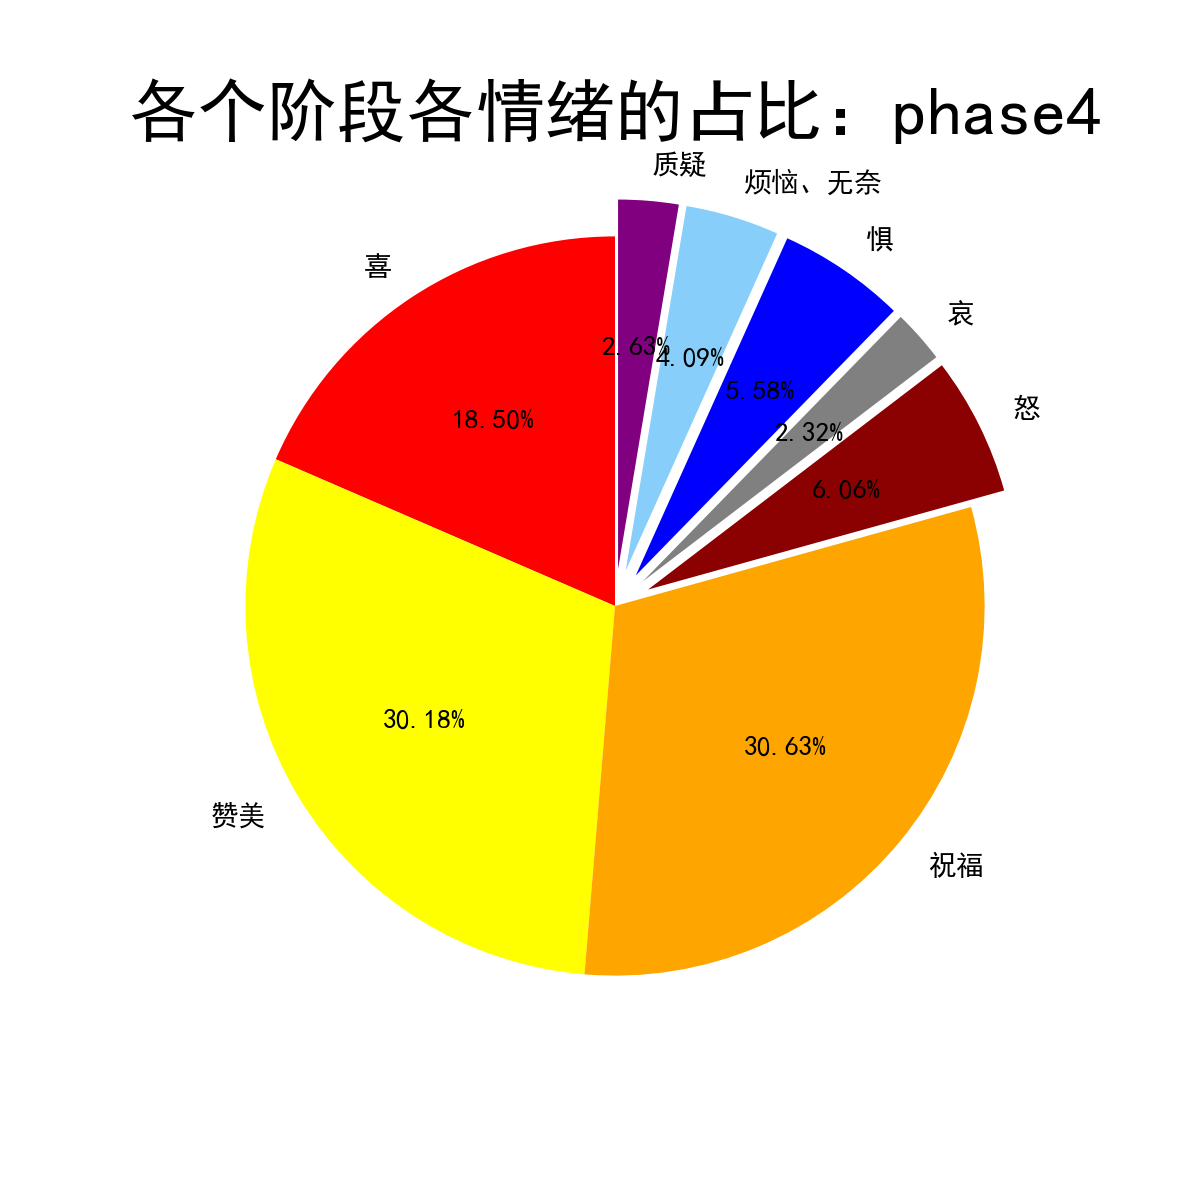 各个阶段各情绪的占比：phase4
质疑
烦恼、无奈
惧
喜
哀
怒
2.63%
4.09%
5.58%
18.50%
2.32%
6.06%
30.18%
30.63%
赞美
祝福